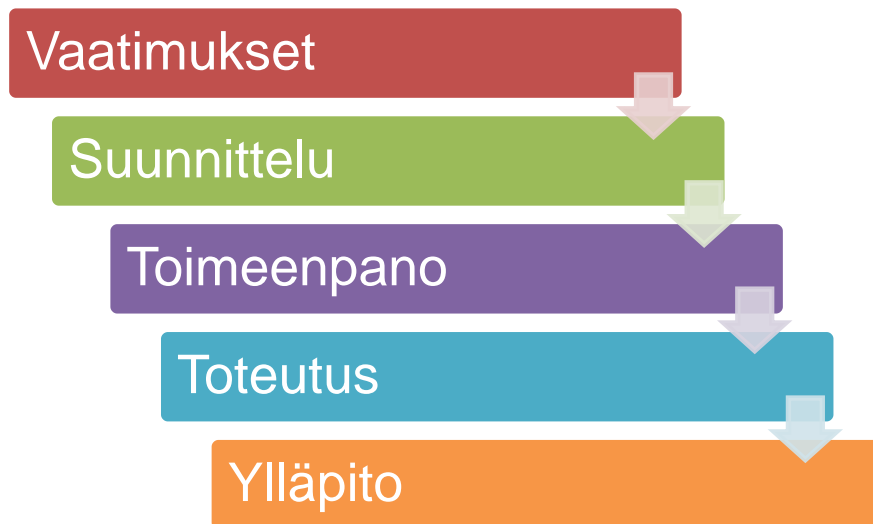 Vaatimukset
Suunnittelu
Toimeenpano
Toteutus
Ylläpito